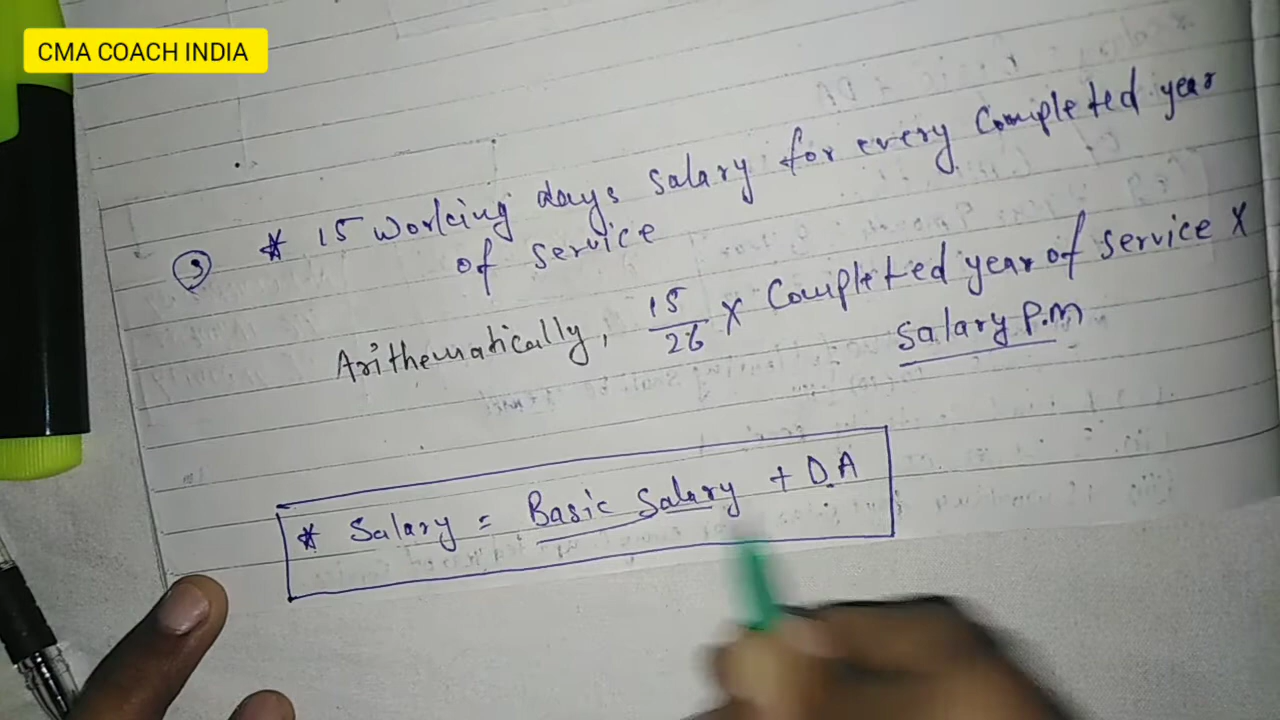 CMA COACH INDIA
③ * 15 Working days salary for every Completed year
of service
Arithematically, 15/26 X Completed year of service X
Salary P.M
* Salary = Basic Salary + D.A